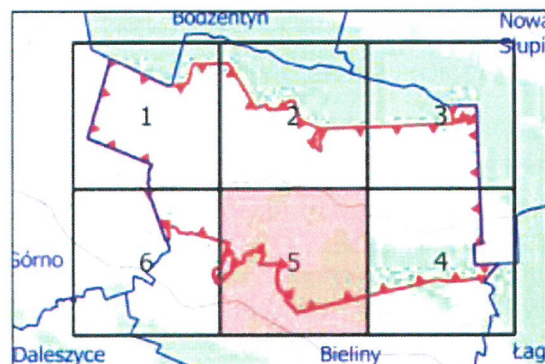 Bodzentyn
Nowa
Słupi
1
2
3
Górno
6
5
4
Daleszyce
Bieliny
Łag